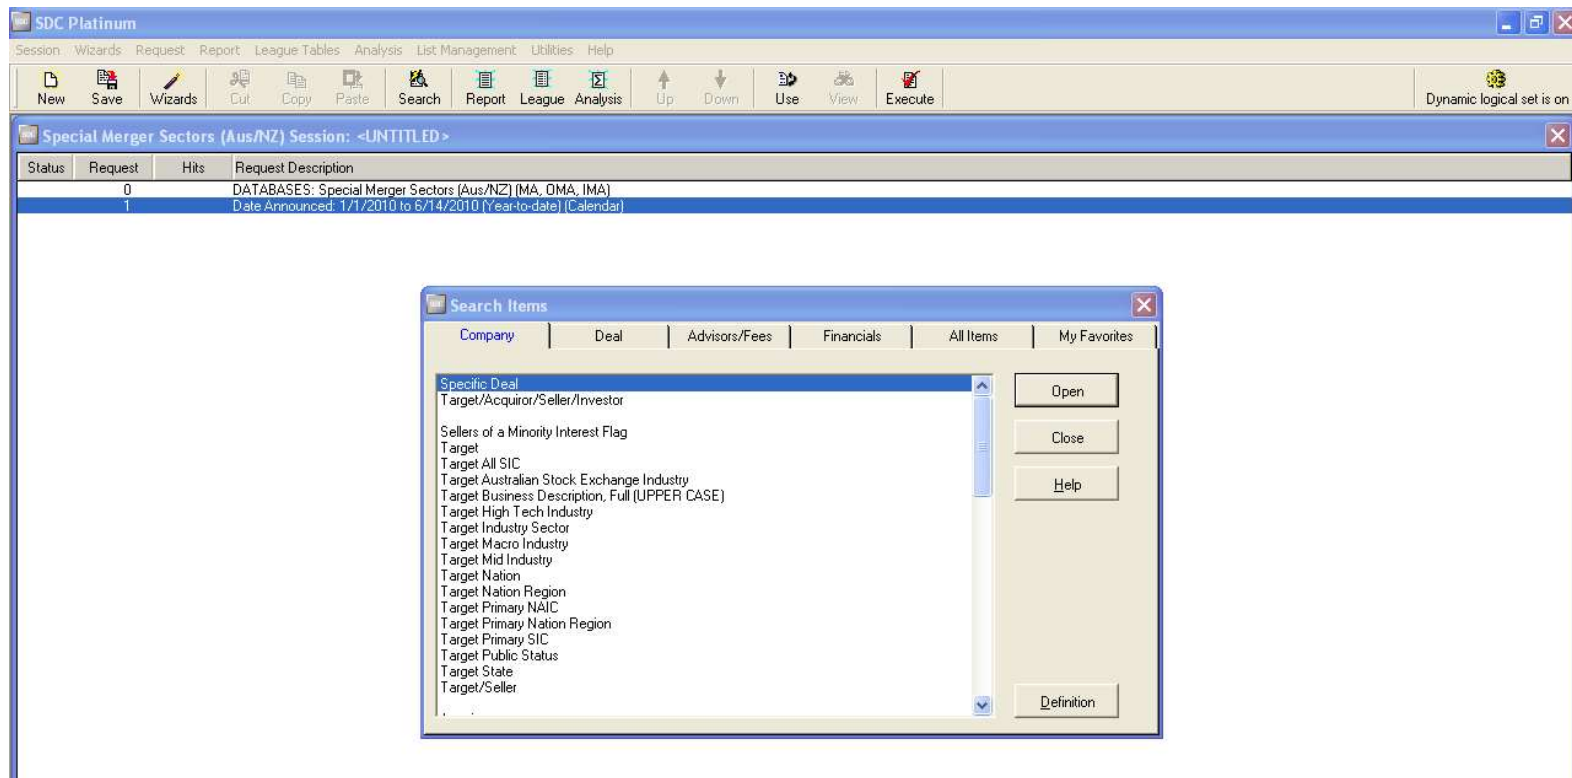 SDC Platinum
Session Wizards Request Report League Tables Analysis List Management Utilities Help
New Save Wizards Cut Copy Paste Search Report League Analysis Up Down Use View Execute Dynamic logical set is on
Special Merger Sectors (Aus/NZ) Session: <UNTITLED>
Status Request Hits Request Description
0 DATABASES: Special Merger Sectors (Aus/NZ) (MA, OMA, IMA)
1 Date Announced: 1/1/2010 to 6/14/2010 (Year-to-date) (Calendar)
Search Items
Company Deal Advisors/Fees Financials All Items My Favorites
Specific Deal
Target/Acquiror/Seller/Investor
Sellers of a Minority Interest Flag
Target
Target All SIC
Target Australian Stock Exchange Industry
Target Business Description, Full (UPPER CASE)
Target High Tech Industry
Target Industry Sector
Target Macro Industry
Target Mid Industry
Target Nation
Target Nation Region
Target Primary NAIC
Target Primary Nation Region
Target Primary SIC
Target Public Status
Target State
Target/Seller
Open
Close
Help
Definition